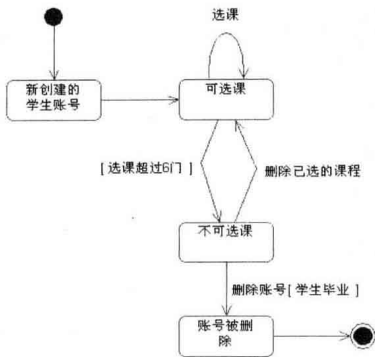 选课
新创建的
学生账号
可选课
[ 选课超过6门 ]
删除已选的课程
不可选课
删除账号[ 学生毕业 ]
账号被删
除